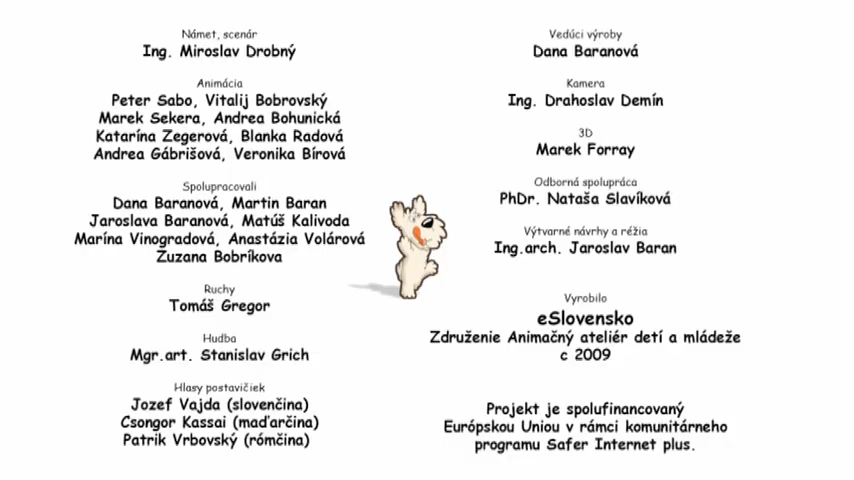 Námet, scenár
Ing. Miroslav Drobný
Animácia
Peter Sabo, Vitalij Bobrovský
Marek Sekera, Andrea Bohunická
Katarína Zegerová, Blanka Radová
Andrea Gábrišová, Veronika Bírová
Spolupracovali
Dana Baranová, Martin Baran
Jaroslava Baranová, Matúš Kalivoda
Marína Vinogradová, Anastázia Volárová
Zuzana Bobríkova
Ruchy
Tomáš Gregor
Hudba
Mgr.art. Stanislav Grich
Hlasy postavičiek
Jozef Vajda (slovenčina)
Csongor Kassai (maďarčina)
Patrik Vrbovský (rómčina)
Vedúci výroby
Dana Baranová
Kamera
Ing. Drahoslav Demín
3D
Marek Forray
Odborná spolupráca
PhDr. Nataša Slavíková
Výtvarné návrhy a réžia
Ing.arch. Jaroslav Baran
Vyrobilo
eSlovensko
Združenie Animačný ateliér detí a mládeže
c 2009
Projekt je spolufinancovaný
Európskou Uniou v rámci komunitárneho
programu Safer Internet plus.